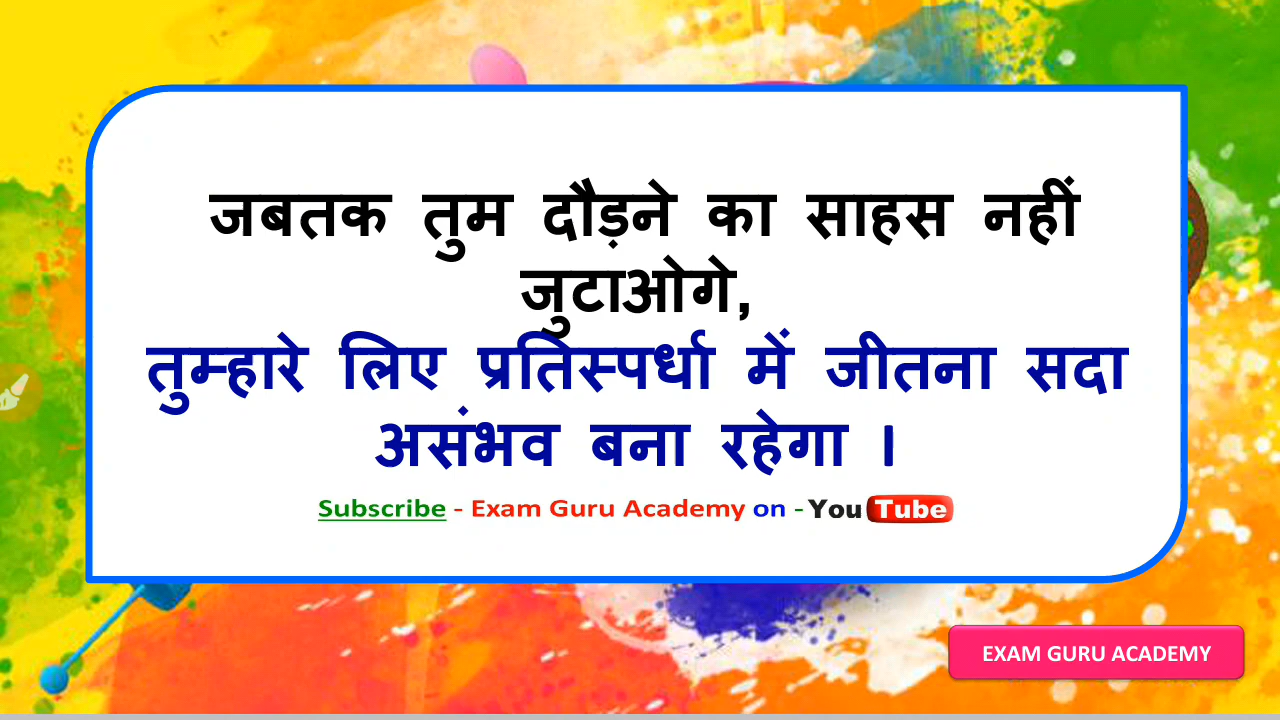 जबतक तुम दौड़ने का साहस नहीं
जुटाओगे,
तुम्हारे लिए प्रतिस्पर्धा में जीतना सदा
असंभव बना रहेगा ।
Subscribe - Exam Guru Academy on - YouTube
EXAM GURU ACADEMY